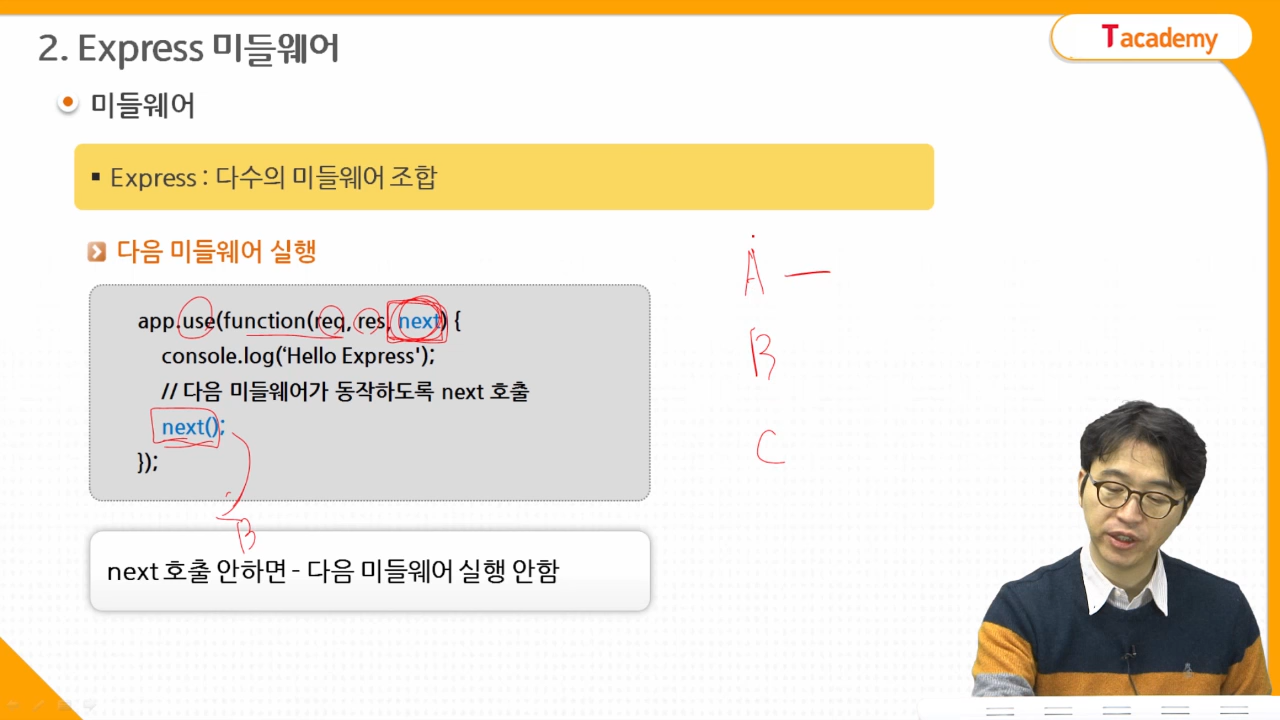 2. Express 미들웨어
Tacademy
미들웨어
▪ Express : 다수의 미들웨어 조합
다음 미들웨어 실행
app.use(function(req, res, next) {
console.log(‘Hello Express');
// 다음 미들웨어가 동작하도록 next 호출
next();
});
B
next 호출 안하면 - 다음 미들웨어 실행 안함
A —
B
C